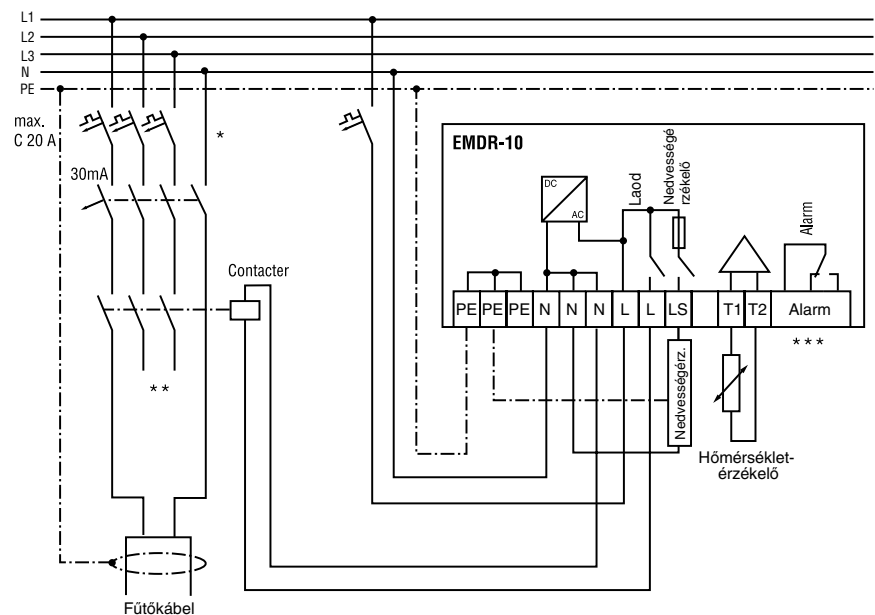 L1
L2
L3
N
PE
max.
C 20 A
*
30mA
Contacter
* *
Fűtőkábel
EMDR-10
DC
AC
Laod
Nedvességé
rzékelő
Alarm
PE PE PE N N N L L LS T1 T2 Alarm
* * *
Nedvességérz.
Hőmérséklet-
érzékelő